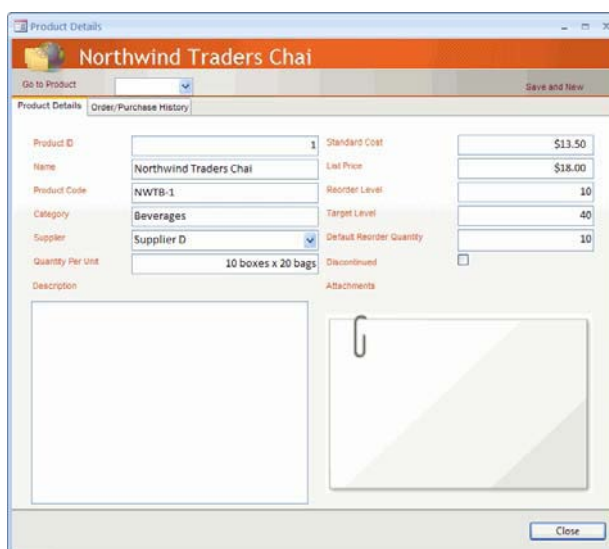 Product Details
Northwind Traders Chai
Go to Product
Save and New
Product Details
Order/Purchase History
Product ID
1
Standard Cost
$13.50
Name
Northwind Traders Chai
List Price
$18.00
Product Code
NWTB-1
Reorder Level
10
Category
Beverages
Target Level
40
Supplier
Supplier D
Default Reorder Quantity
10
Quantity Per Unit
10 boxes x 20 bags
Discontinued
Description
Attachments
Close